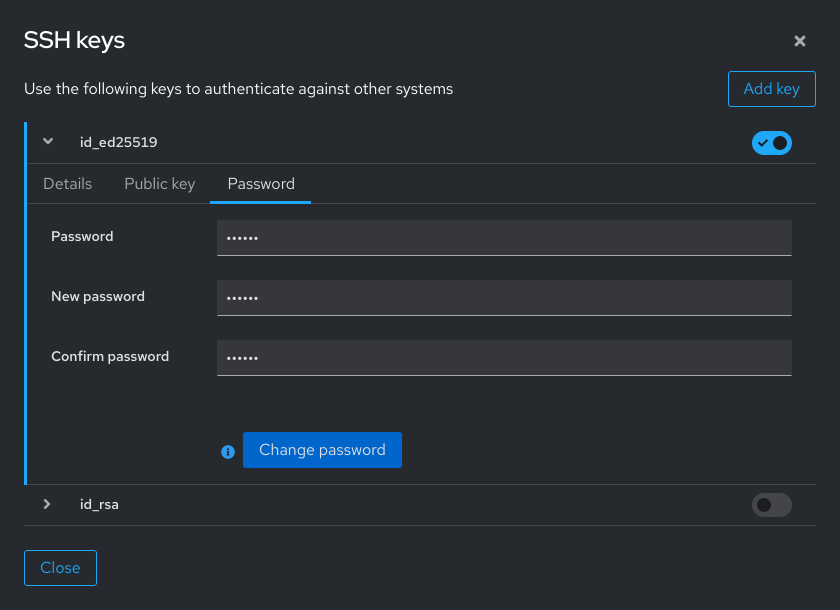 SSH keys
Use the following keys to authenticate against other systems
Add key
id_ed25519
Details Public key Password
Password ••••••
New password ••••••
Confirm password ••••••
Change password
id_rsa
Close